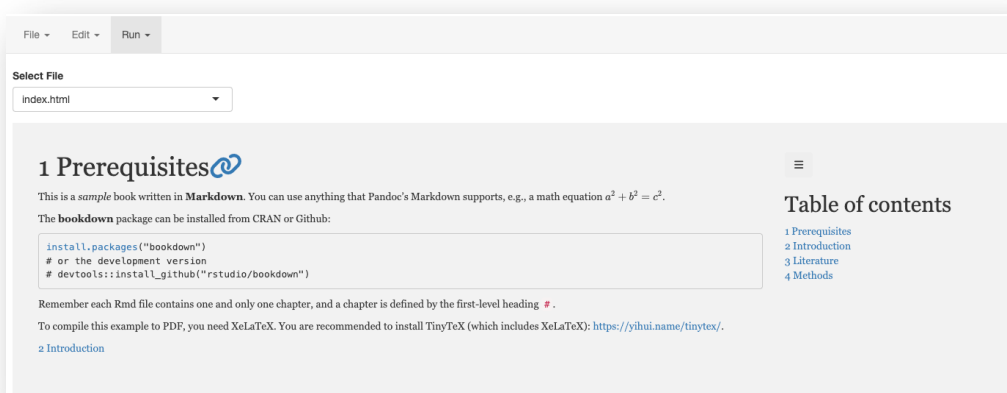 File Edit Run
Select File
index.html
1 Prerequisites
This is a sample book written in Markdown. You can use anything that Pandoc's Markdown supports, e.g., a math equation a² + b² = c².
The bookdown package can be installed from CRAN or Github:
install.packages("bookdown")
# or the development version
# devtools::install_github("rstudio/bookdown")
Remember each Rmd file contains one and only one chapter, and a chapter is defined by the first-level heading # .
To compile this example to PDF, you need XeLaTeX. You are recommended to install TinyTeX (which includes XeLaTeX): https://yihui.name/tinytex/.
2 Introduction
Table of contents
1 Prerequisites
2 Introduction
3 Literature
4 Methods